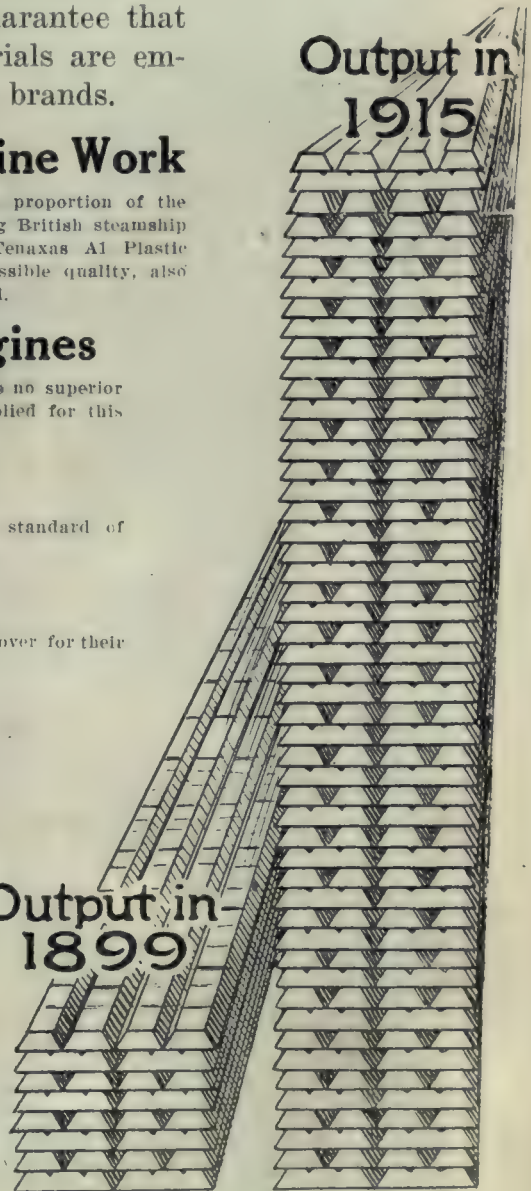 arantee that
rials are em-
brands.
ine Work
proportion of the
g British steamship
Tenaxas A1 Plastic
ssible quality, also
gines
no superior
plied for this
standard of
over for their
Output in
1915
Output in
1899